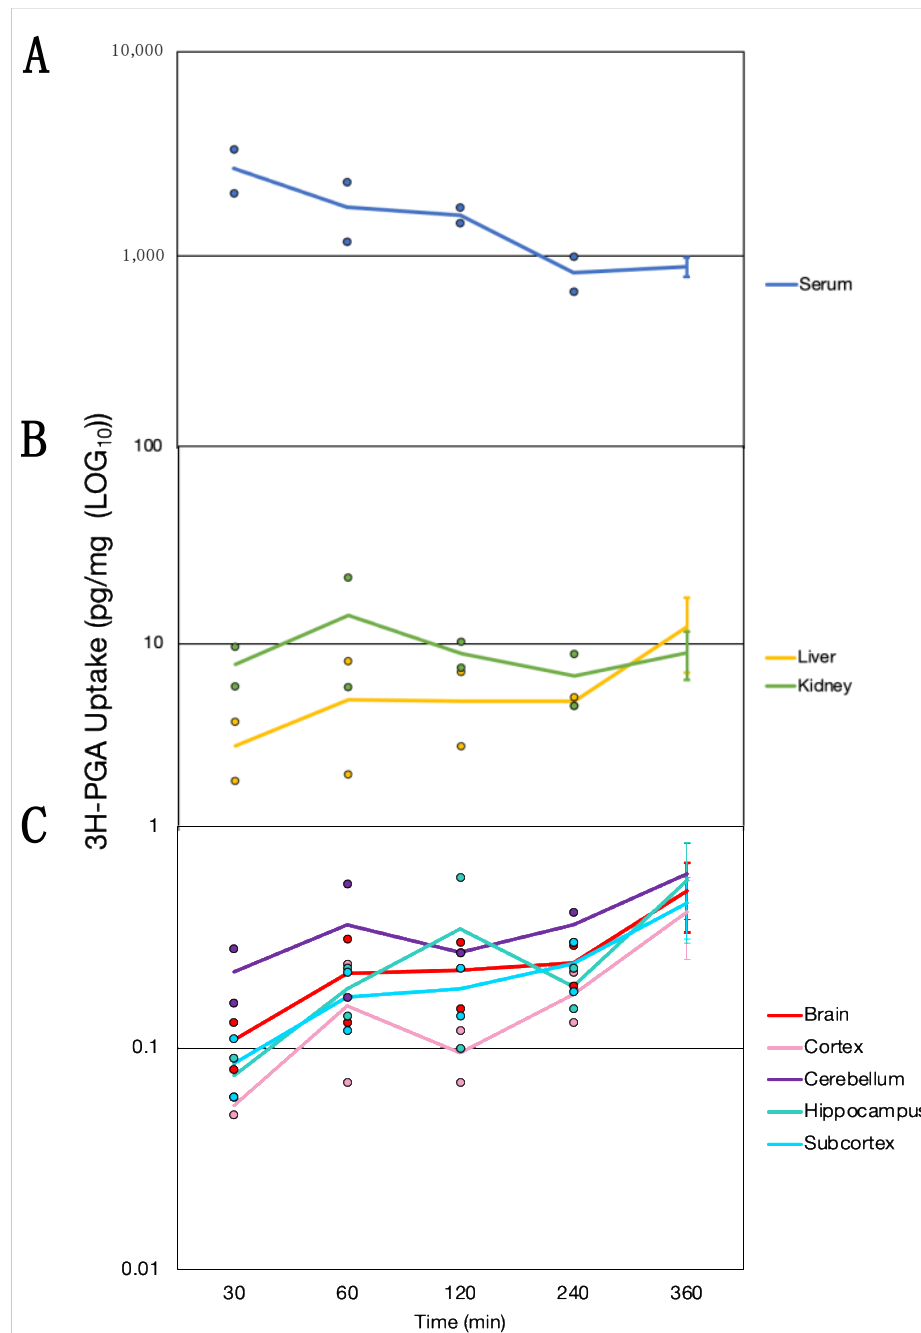 A
10,000
1,000
Serum
B
100
10
Liver
Kidney
3H-PGA Uptake (pg/mg (LOG10))
C
1
0.1
Brain
Cortex
Cerebellum
Hippocampus
Subcortex
0.01
30 60 120 240 360
Time (min)